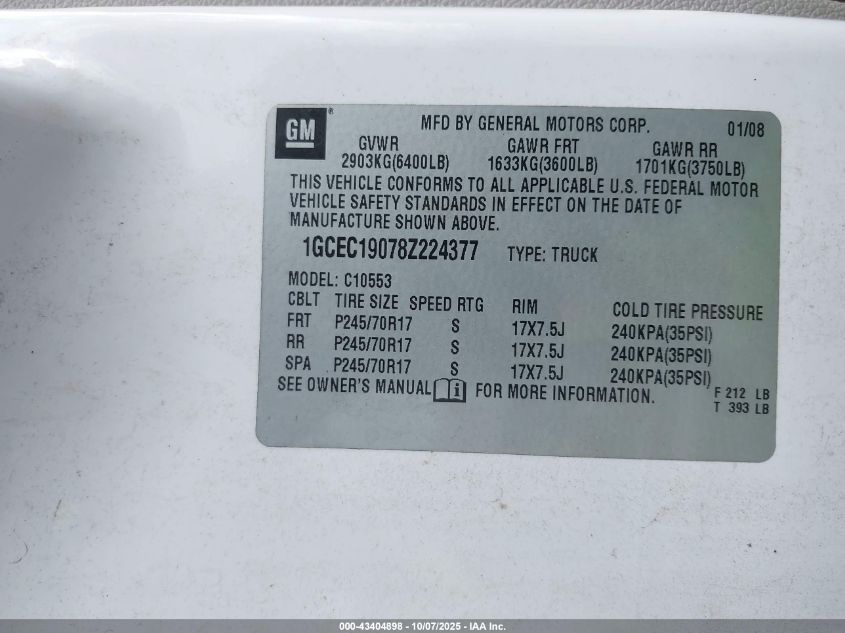 GM®
MFD BY GENERAL MOTORS CORP. 01/08
GVWR GAWR FRT GAWR RR
2903KG(6400LB) 1633KG(3600LB) 1701KG(3750LB)
THIS VEHICLE CONFORMS TO ALL APPLICABLE U.S. FEDERAL MOTOR
VEHICLE SAFETY STANDARDS IN EFFECT ON THE DATE OF
MANUFACTURE SHOWN ABOVE.
1GCEC19078Z224377 TYPE: TRUCK
MODEL: C10553
CBLT TIRE SIZE SPEED RTG RIM COLD TIRE PRESSURE
FRT P245/70R17 S 17X7.5J 240KPA(35PSI)
RR P245/70R17 S 17X7.5J 240KPA(35PSI)
SPA P245/70R17 S 17X7.5J 240KPA(35PSI)
SEE OWNER'S MANUAL i FOR MORE INFORMATION.
F 212 LB
T 393 LB
000-43404898 - 10/07/2025 - IAA Inc.